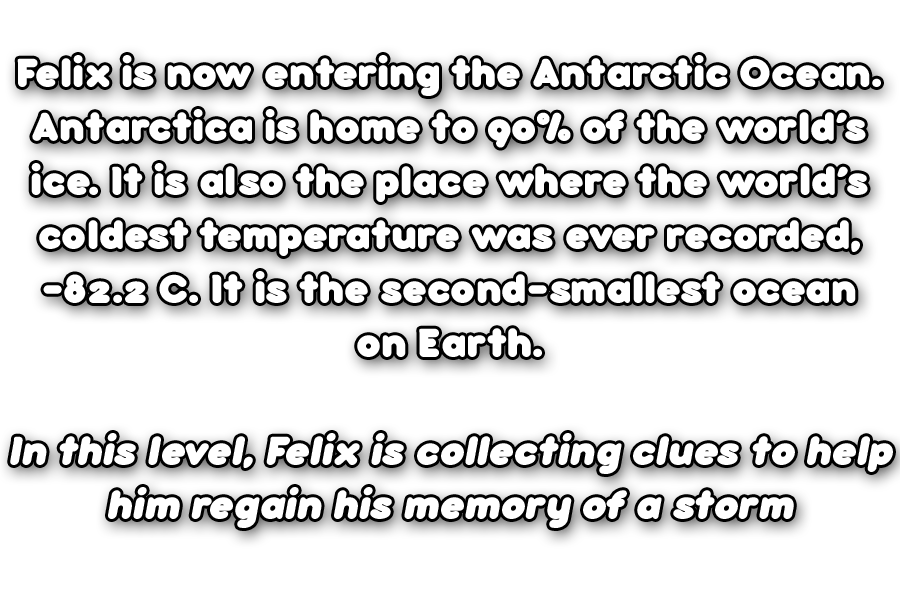 Felix is now entering the Antarctic Ocean.
Antarctica is home to 90% of the world's
ice. It is also the place where the world's
coldest temperature was ever recorded,
-82.2 C. It is the second-smallest ocean
on Earth.
In this level, Felix is collecting clues to help
him regain his memory of a storm